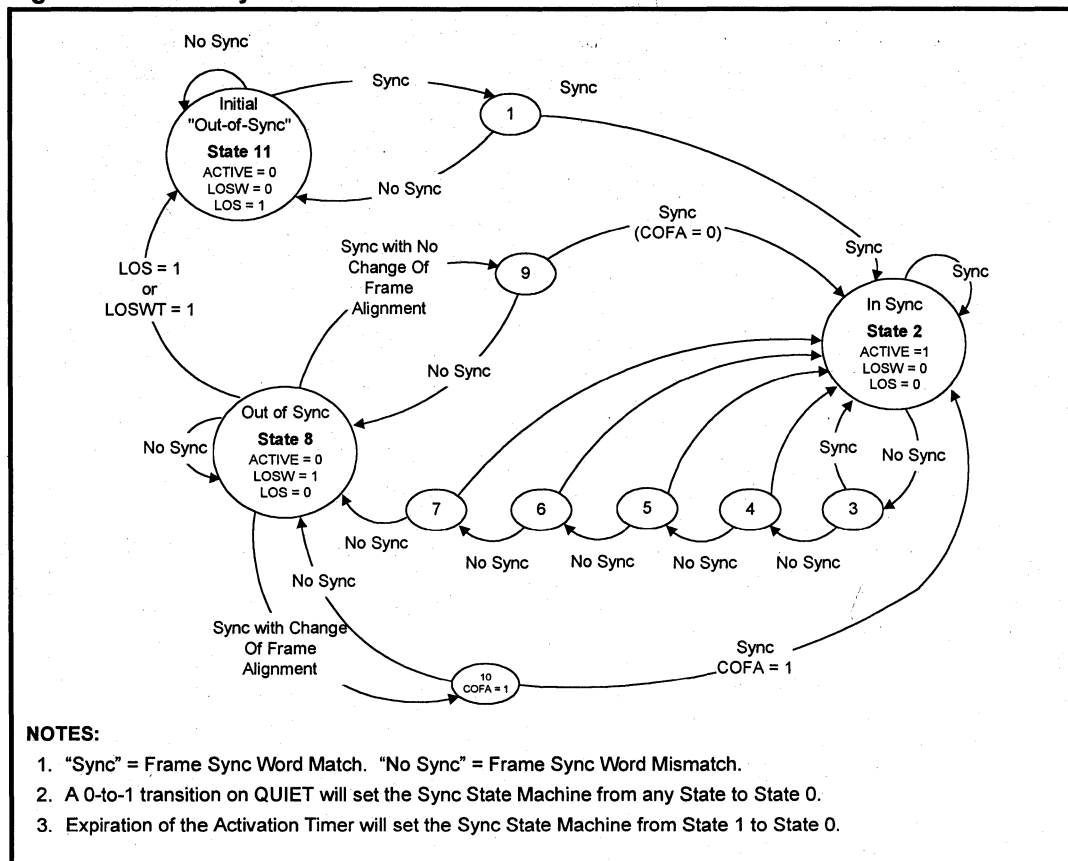 No Sync
Sync
Sync
Initial
"Out-of-Sync"
State 11
ACTIVE = 0
LOSW = 0
LOS = 1
1
No Sync
Sync
(COFA = 0)
Sync with No
Change Of
Frame
Alignment
9
Sync
Sync
LOS = 1
or
LOSWT = 1
In Sync
State 2
ACTIVE =1
LOSW = 0
LOS = 0
No Sync
Out of Sync
State 8
ACTIVE = 0
LOSW = 1
LOS = 0
No Sync
Sync
No Sync
7
6
5
4
3
No Sync
No Sync
No Sync
No Sync
No Sync
No Sync
Sync with Change
Of Frame
Alignment
10
COFA = 1
Sync
COFA = 1
NOTES:
1. “Sync” = Frame Sync Word Match. “No Sync” = Frame Sync Word Mismatch.
2. A 0-to-1 transition on QUIET will set the Sync State Machine from any State to State 0.
3. Expiration of the Activation Timer will set the Sync State Machine from State 1 to State 0.